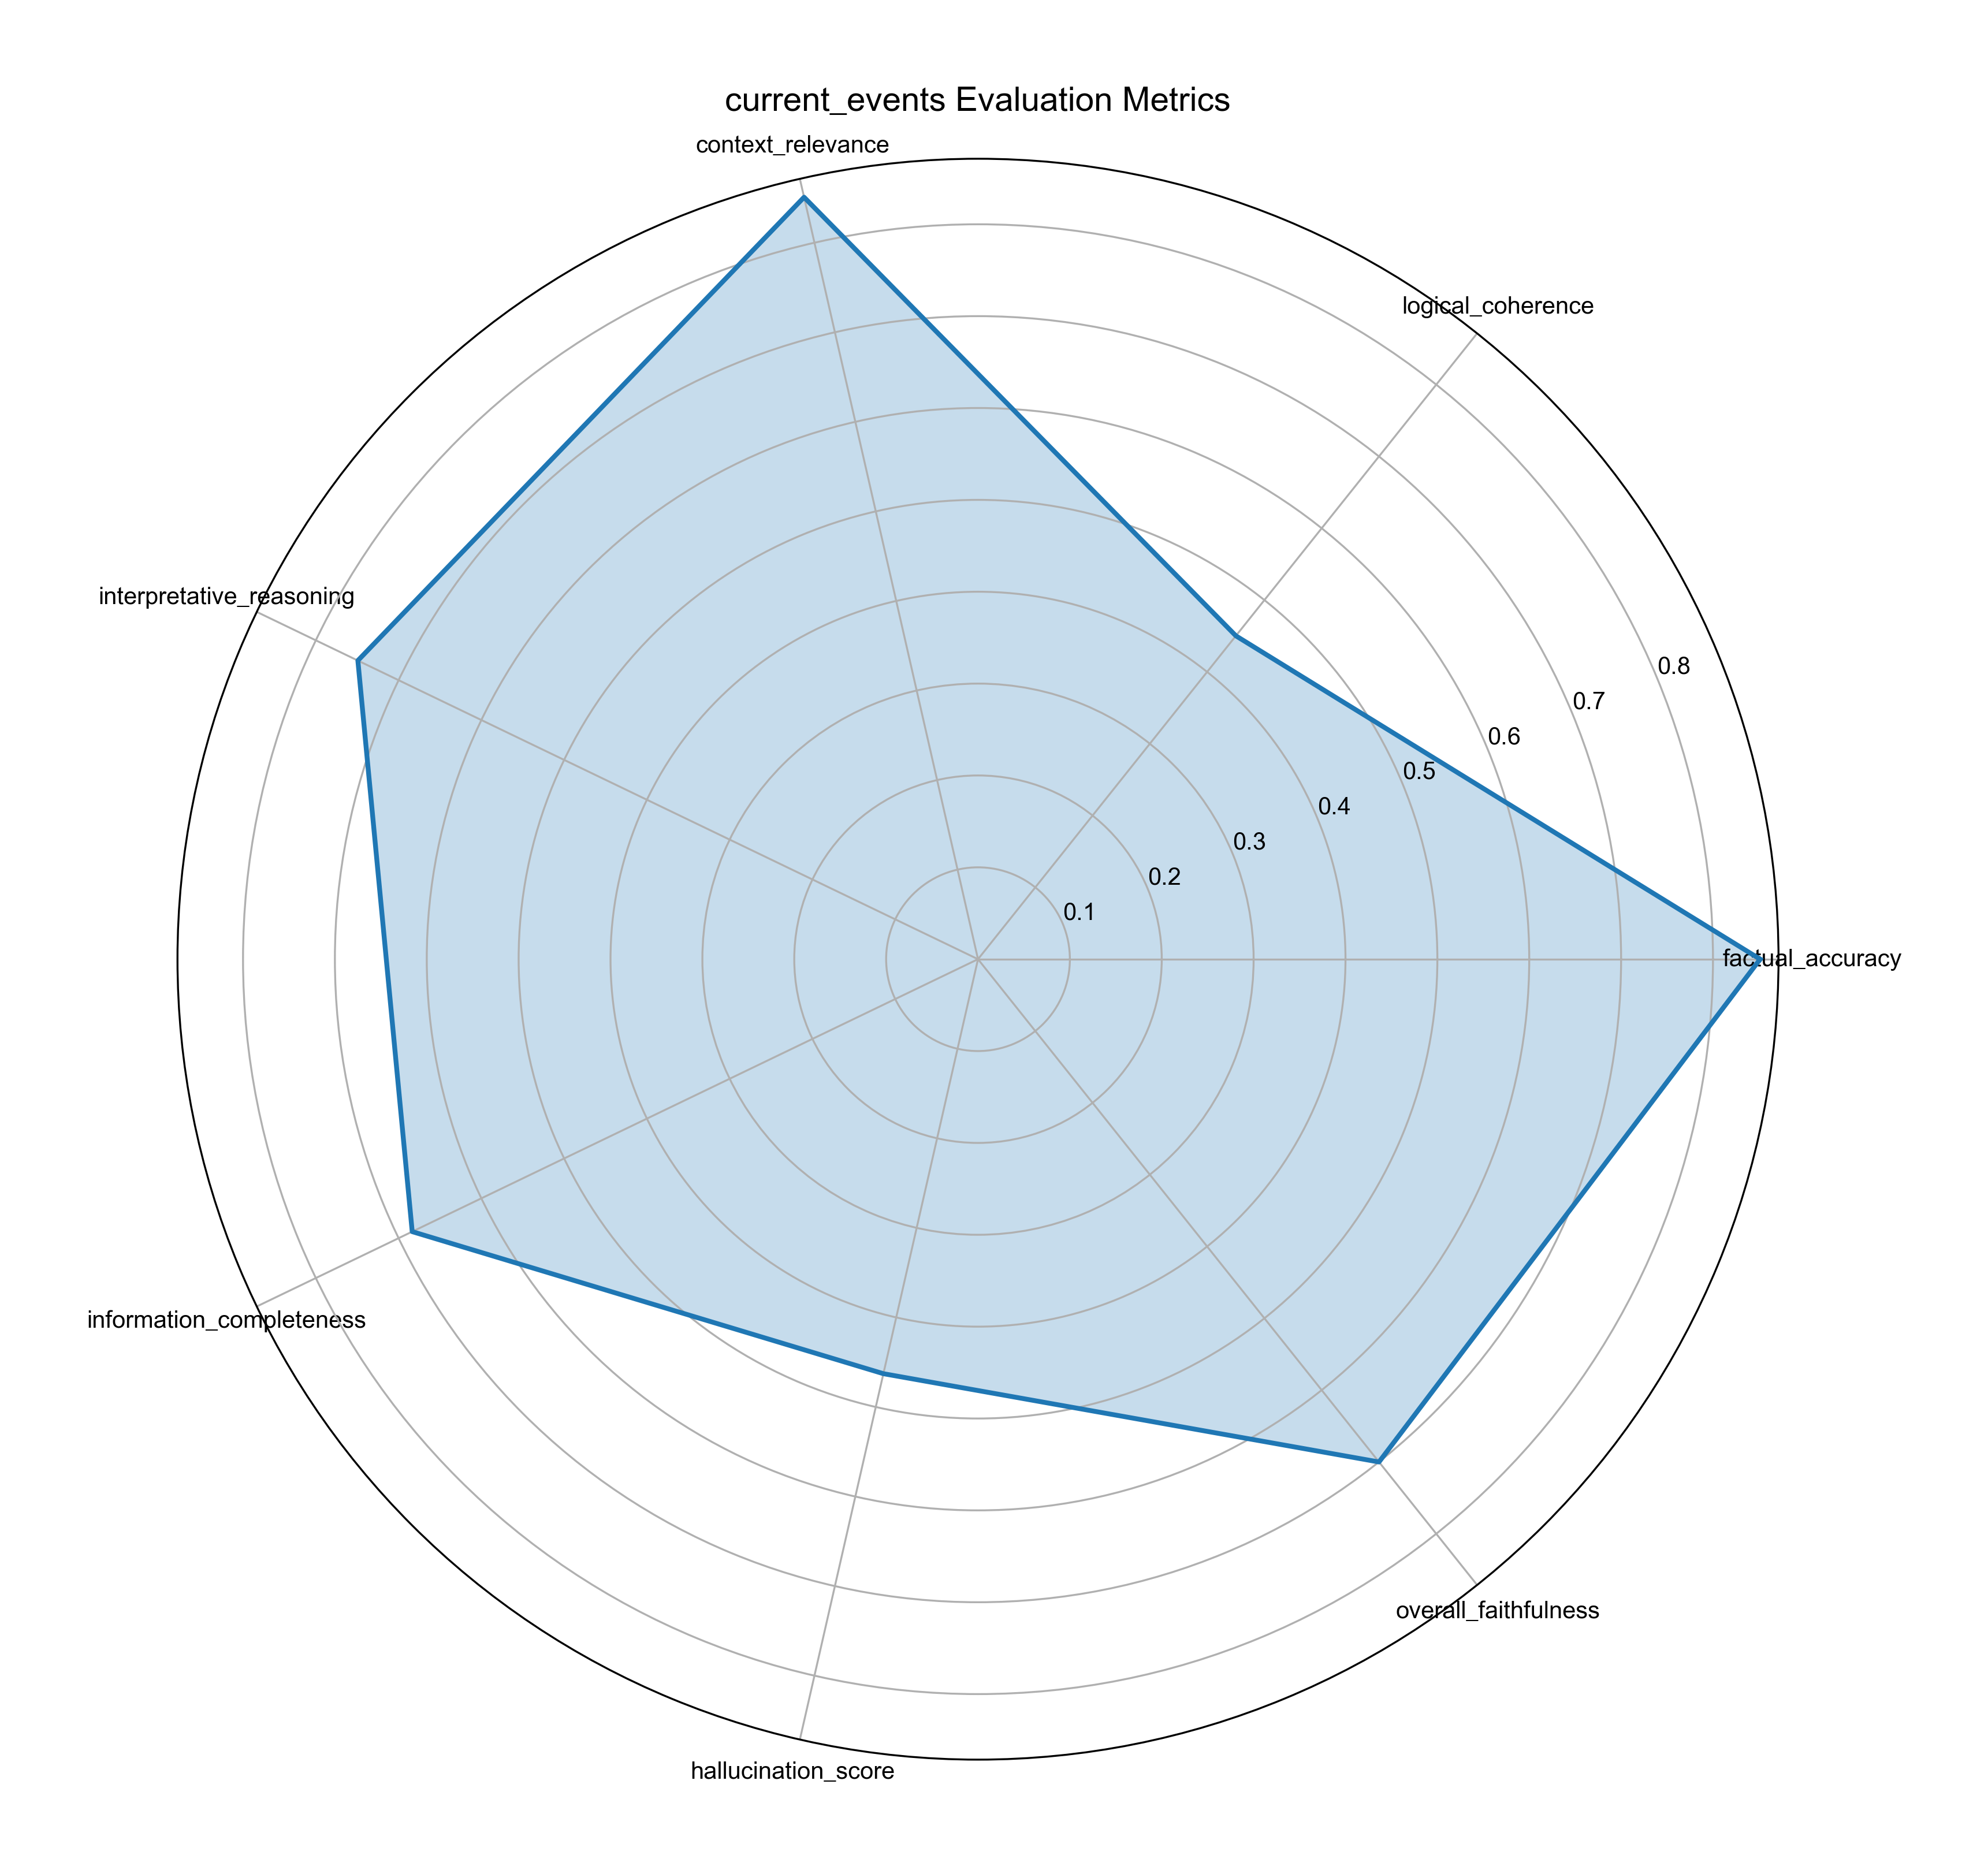 current_events Evaluation Metrics
context_relevance
logical_coherence
interpretative_reasoning
0.8
0.7
0.6
0.5
0.4
0.3
0.2
0.1
factual_accuracy
information_completeness
overall_faithfulness
hallucination_score